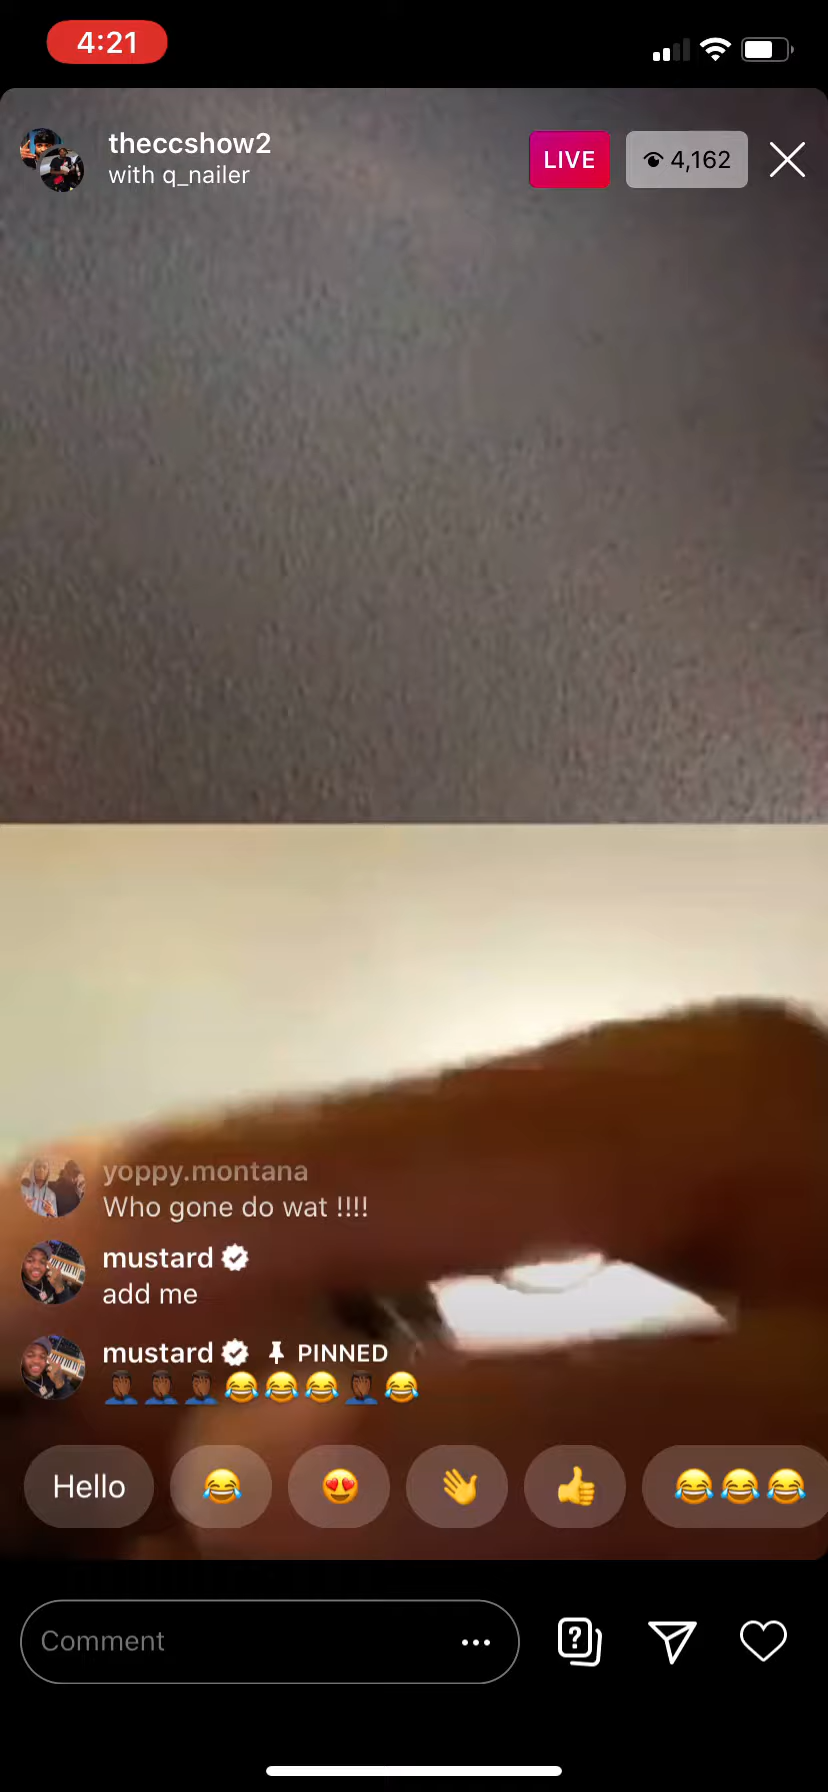 4:21
theccshow2
with q_nailer
LIVE
4,162
yoppy.montana
Who gone do wat !!!!
mustard
add me
mustard PINNED
🤦🏾‍♂️🤦🏾‍♂️🤦🏾‍♂️😂😂😂🤦🏾‍♂️😂
Hello 😂 😍 👋 👍 😂😂😂
Comment